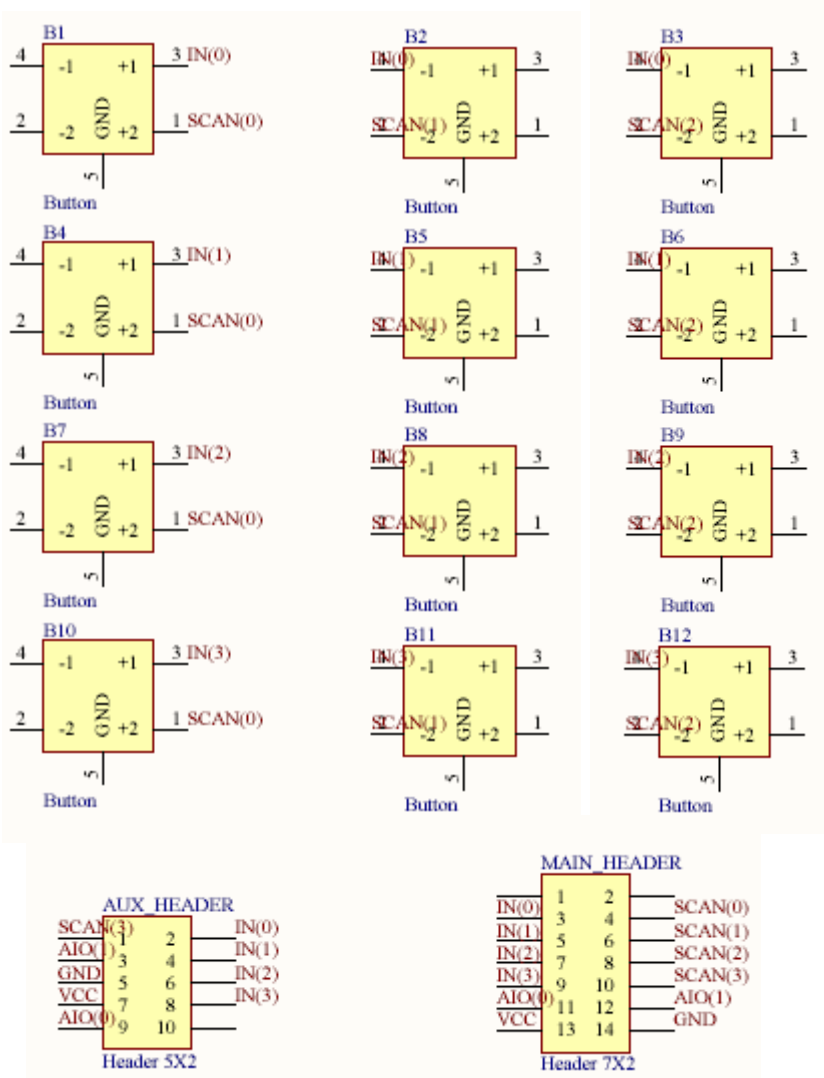 B1 B2 B3
4 -1 +1 3 IN(0) IN(0) -1 +1 3 IN(0) -1 +1 3
2 -2 GND +2 1 SCAN(0) SCAN(1) -2 GND +2 1 SCAN(2) -2 GND +2 1
5 5 5
Button Button Button
B4 B5 B6
4 -1 +1 3 IN(1) IN(1) -1 +1 3 IN(1) -1 +1 3
2 -2 GND +2 1 SCAN(0) SCAN(1) -2 GND +2 1 SCAN(2) -2 GND +2 1
5 5 5
Button Button Button
B7 B8 B9
4 -1 +1 3 IN(2) IN(2) -1 +1 3 IN(2) -1 +1 3
2 -2 GND +2 1 SCAN(0) SCAN(1) -2 GND +2 1 SCAN(2) -2 GND +2 1
5 5 5
Button Button Button
B10 B11 B12
4 -1 +1 3 IN(3) IN(3) -1 +1 3 IN(3) -1 +1 3
2 -2 GND +2 1 SCAN(0) SCAN(1) -2 GND +2 1 SCAN(2) -2 GND +2 1
5 5 5
Button Button Button
AUX_HEADER
SCAN(3) 1 2 IN(0)
AIO(1) 3 4 IN(1)
GND 5 6 IN(2)
VCC 7 8 IN(3)
AIO(0) 9 10
Header 5X2
MAIN_HEADER
1 2
IN(0) 3 4 SCAN(0)
IN(1) 5 6 SCAN(1)
IN(2) 7 8 SCAN(2)
IN(3) 9 10 SCAN(3)
AIO(0) 11 12 AIO(1)
VCC 13 14 GND
Header 7X2